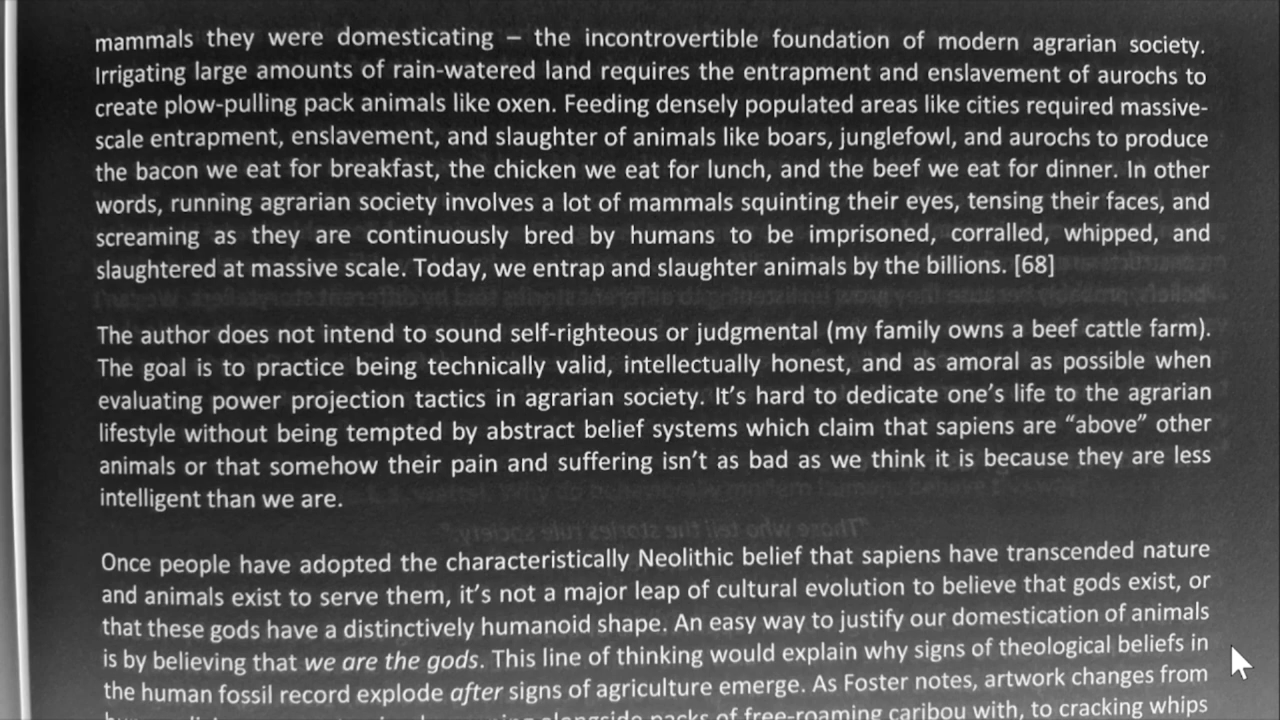 mammals they were domesticating – the incontrovertible foundation of modern agrarian society.
Irrigating large amounts of rain-watered land requires the entrapment and enslavement of aurochs to
create plow-pulling pack animals like oxen. Feeding densely populated areas like cities required massive-
scale entrapment, enslavement, and slaughter of animals like boars, junglefowl, and aurochs to produce
the bacon we eat for breakfast, the chicken we eat for lunch, and the beef we eat for dinner. In other
words, running agrarian society involves a lot of mammals squinting their eyes, tensing their faces, and
screaming as they are continuously bred by humans to be imprisoned, corralled, whipped, and
slaughtered at massive scale. Today, we entrap and slaughter animals by the billions. [68]
The author does not intend to sound self-righteous or judgmental (my family owns a beef cattle farm).
The goal is to practice being technically valid, intellectually honest, and as amoral as possible when
evaluating power projection tactics in agrarian society. It’s hard to dedicate one’s life to the agrarian
lifestyle without being tempted by abstract belief systems which claim that sapiens are “above” other
animals or that somehow their pain and suffering isn’t as bad as we think it is because they are less
intelligent than we are.
Once people have adopted the characteristically Neolithic belief that sapiens have transcended nature
and animals exist to serve them, it’s not a major leap of cultural evolution to believe that gods exist, or
that these gods have a distinctively humanoid shape. An easy way to justify our domestication of animals
is by believing that we are the gods. This line of thinking would explain why signs of theological beliefs in
the human fossil record explode after signs of agriculture emerge. As Foster notes, artwork changes from
alongside packs of free-roaming caribou with, to cracking whips